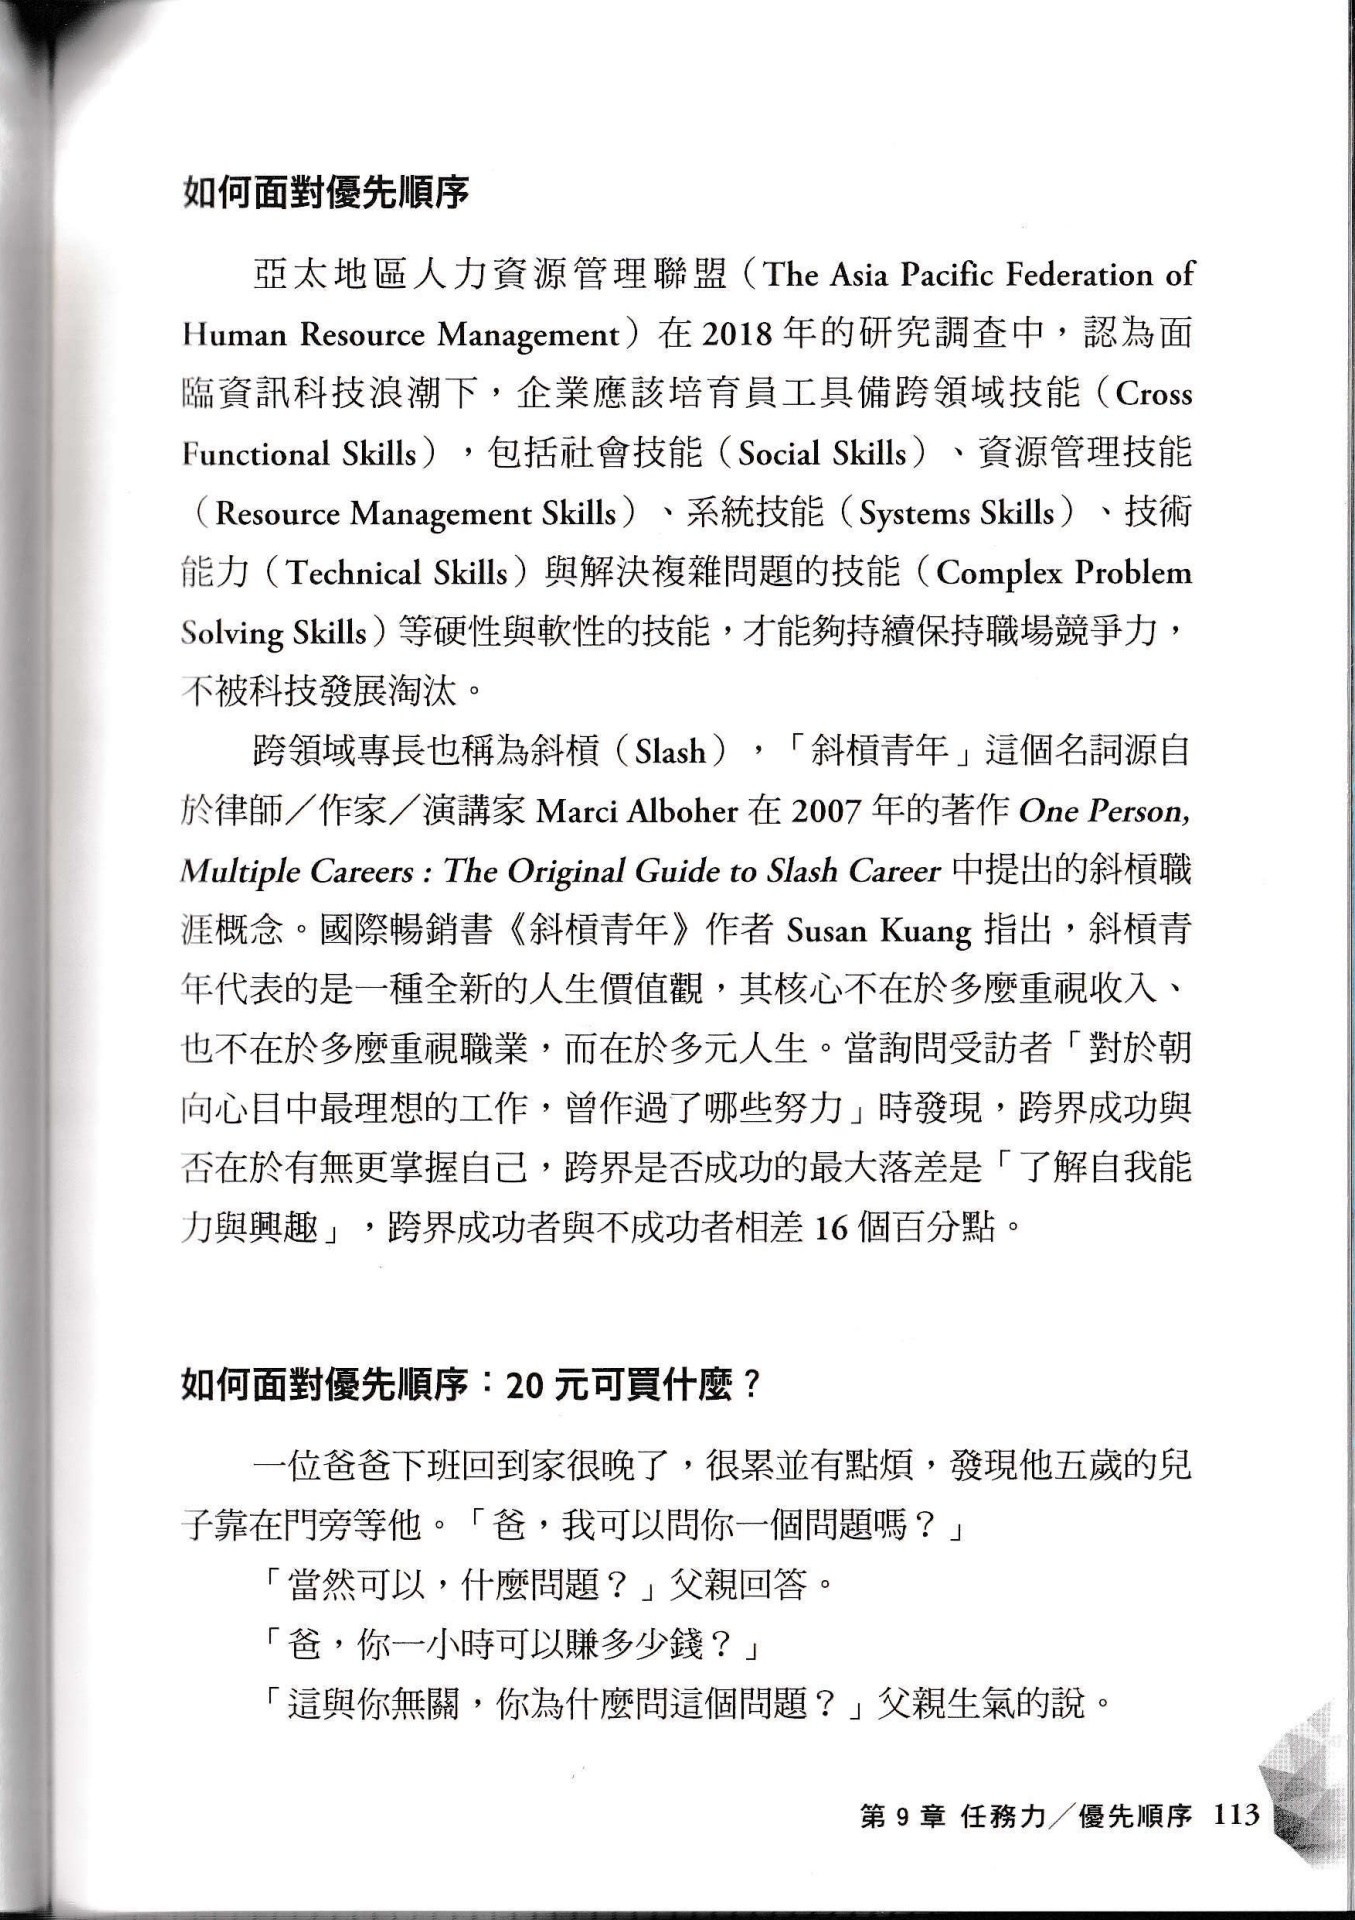 如何面對優先順序
亞太地區人力資源管理聯盟（The Asia Pacific Federation of
Human Resource Management）在 2018 年的研究調查中，認為面
臨資訊科技浪潮下，企業應該培育員工具備跨領域技能（Cross
Functional Skills），包括社會技能（Social Skills）、資源管理技能
（Resource Management Skills）、系統技能（Systems Skills）、技術
能力（Technical Skills）與解決複雜問題的技能（Complex Problem
Solving Skills）等硬性與軟性的技能，才能夠持續保持職場競爭力，
不被科技發展淘汰。
跨領域專長也稱為斜槓（Slash），「斜槓青年」這個名詞源自
於律師／作家／演講家 Marci Alboher 在 2007 年的著作 One Person,
Multiple Careers : The Original Guide to Slash Career 中提出的斜槓職
涯概念。國際暢銷書《斜槓青年》作者 Susan Kuang 指出，斜槓青
年代表的是一種全新的人生價值觀，其核心不在於多麼重視收入、
也不在於多麼重視職業，而在於多元人生。當詢問受訪者「對於朝
向心目中最理想的工作，曾作過了哪些努力」時發現，跨界成功與
否在於有無更掌握自己，跨界是否成功的最大落差是「了解自我能
力與興趣」，跨界成功者與不成功者相差 16 個百分點。
如何面對優先順序：20 元可買什麼？
一位爸爸下班回到家很晚了，很累並有點煩，發現他五歲的兒
子靠在門旁等他。「爸，我可以問你一個問題嗎？」
「當然可以，什麼問題？」父親回答。
「爸，你一小時可以賺多少錢？」
「這與你無關，你為什麼問這個問題？」父親生氣的說。
第 9 章 任務力／優先順序 113